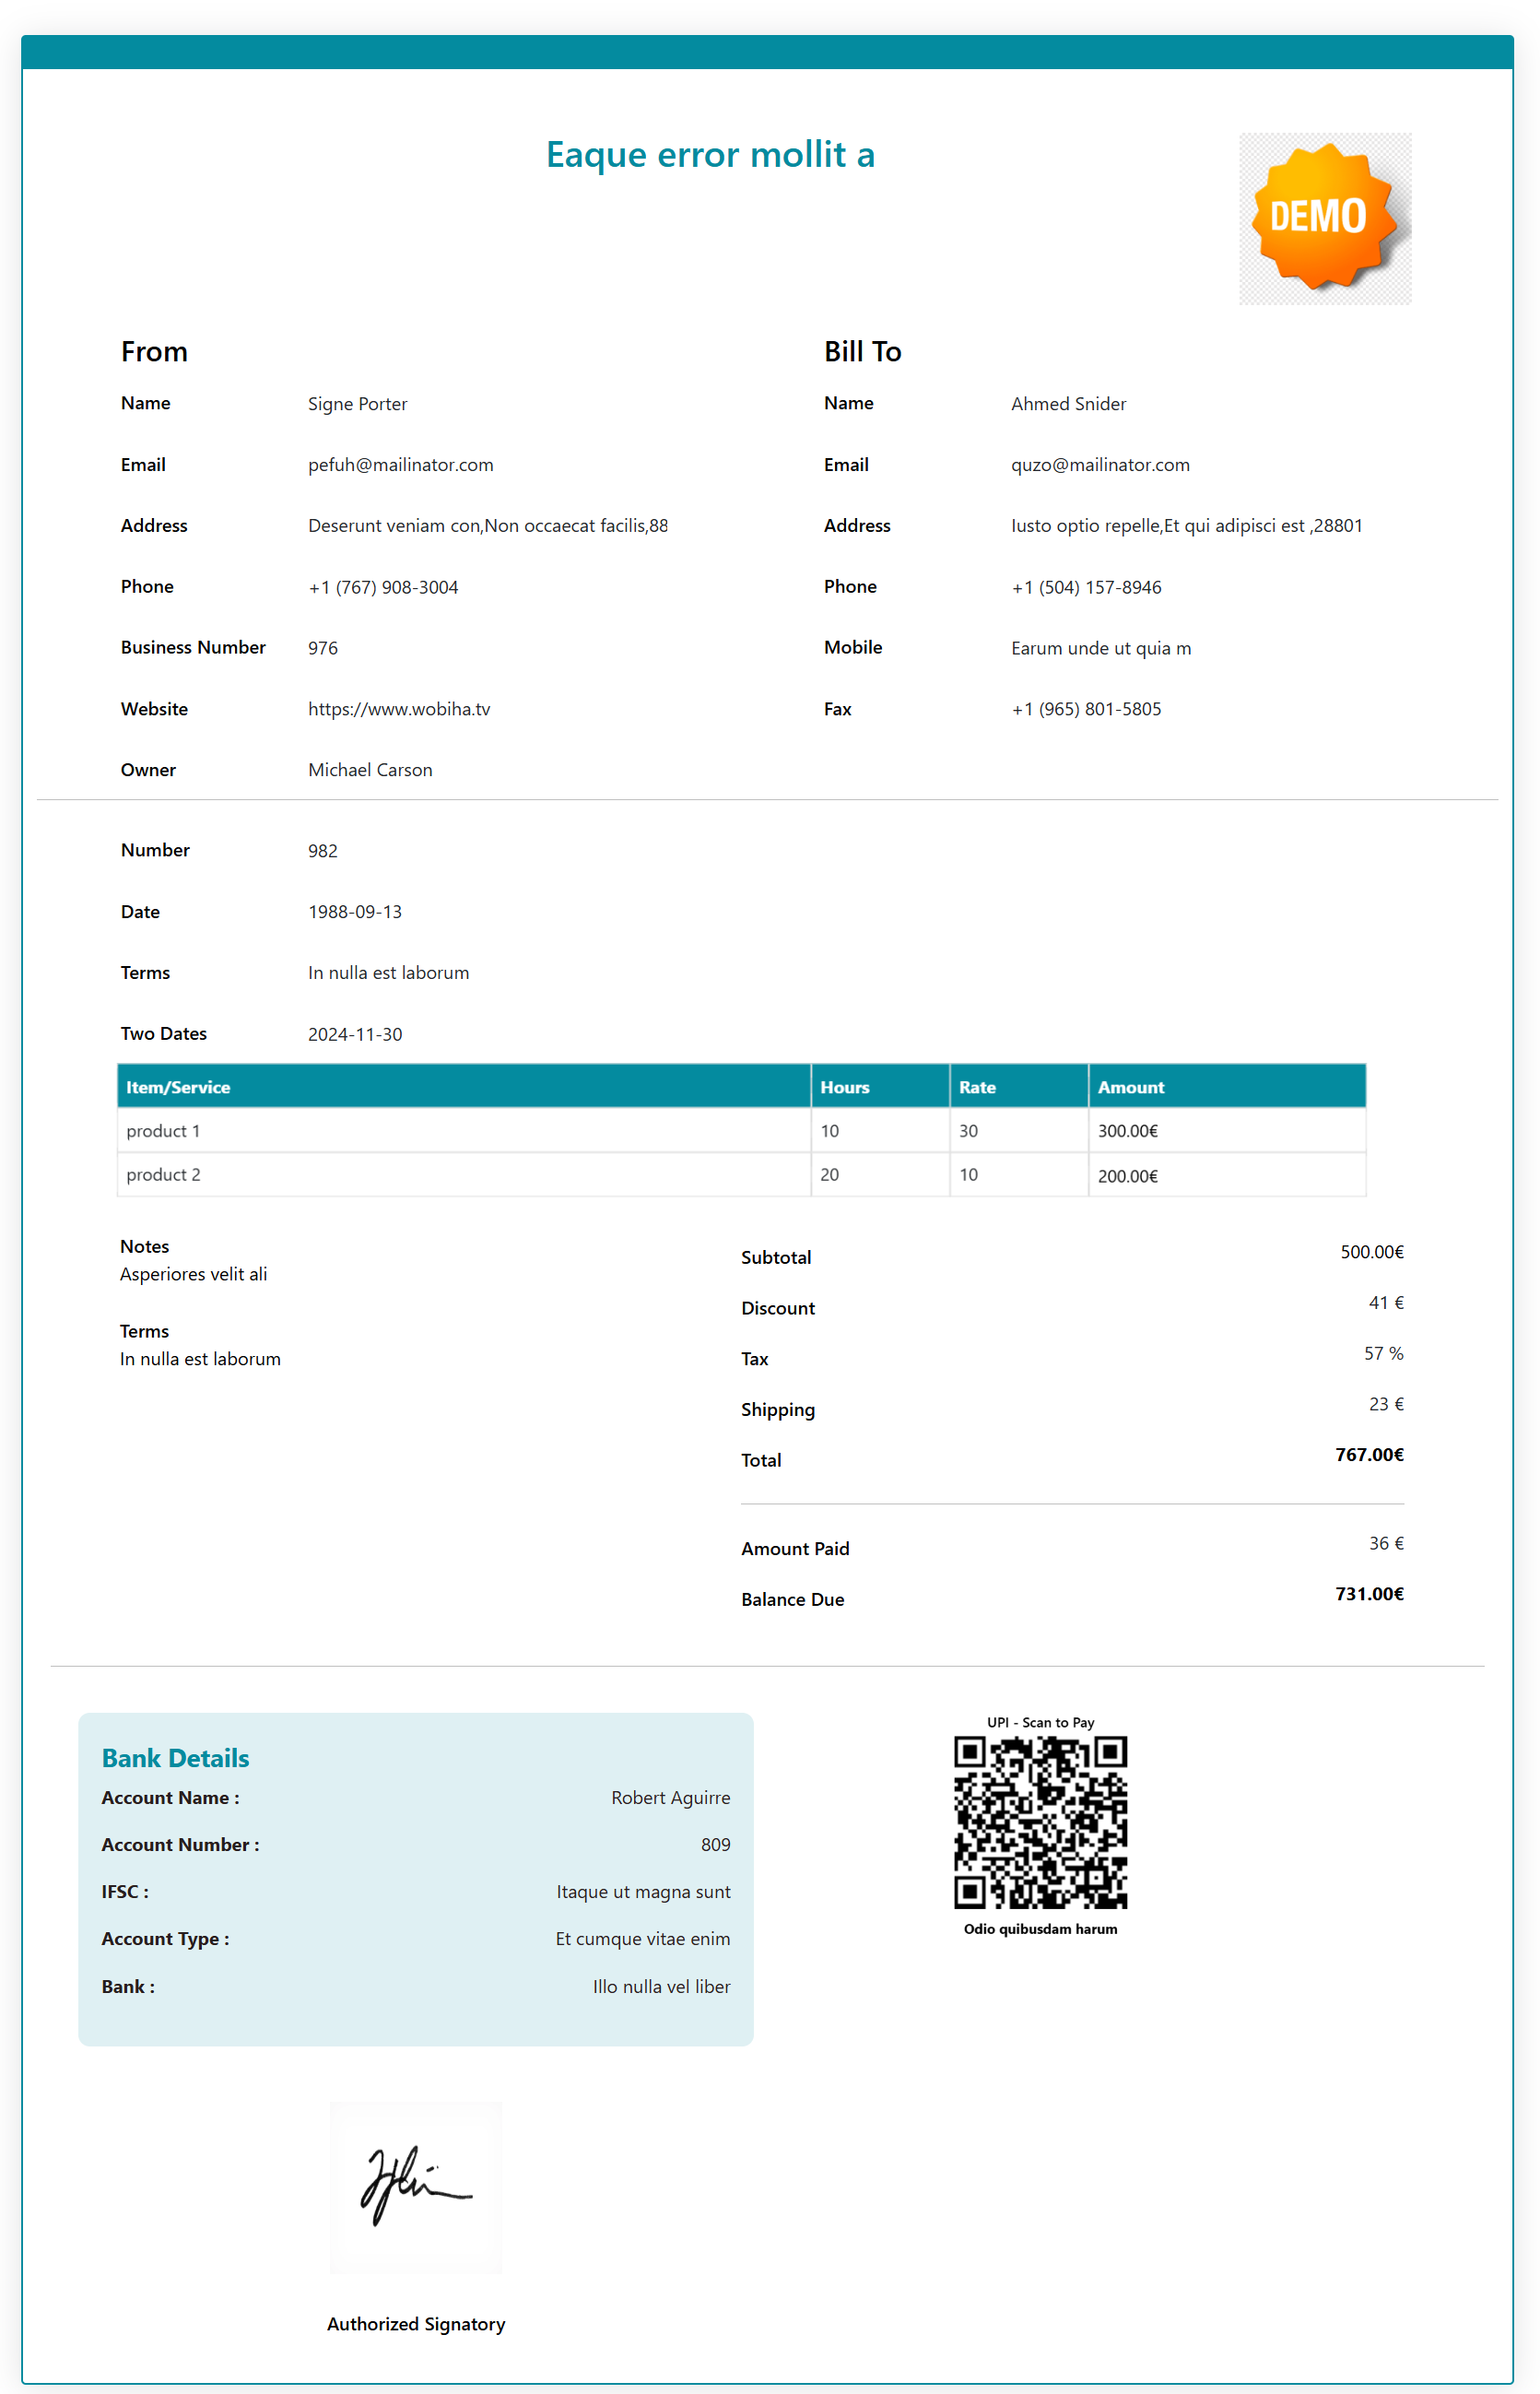 Eaque error mollit a
DEMO
From
Name Signe Porter
Email pefuh@mailinator.com
Address Deserunt veniam con,Non occaecat facilis,88
Phone +1 (767) 908-3004
Business Number 976
Website https://www.wobiha.tv
Owner Michael Carson
Bill To
Name Ahmed Snider
Email quzo@mailinator.com
Address Iusto optio repelle,Et qui adipisci est ,28801
Phone +1 (504) 157-8946
Mobile Earum unde ut quia m
Fax +1 (965) 801-5805
Number 982
Date 1988-09-13
Terms In nulla est laborum
Two Dates 2024-11-30
Item/Service Hours Rate Amount
product 1 10 30 300.00€
product 2 20 10 200.00€
Notes
Asperiores velit ali
Terms
In nulla est laborum
Subtotal 500.00€
Discount 41 €
Tax 57 %
Shipping 23 €
Total 767.00€
Amount Paid 36 €
Balance Due 731.00€
Bank Details
Account Name : Robert Aguirre
Account Number : 809
IFSC : Itaque ut magna sunt
Account Type : Et cumque vitae enim
Bank : Illo nulla vel liber
UPI - Scan to Pay
Odio quibusdam harum
Authorized Signatory